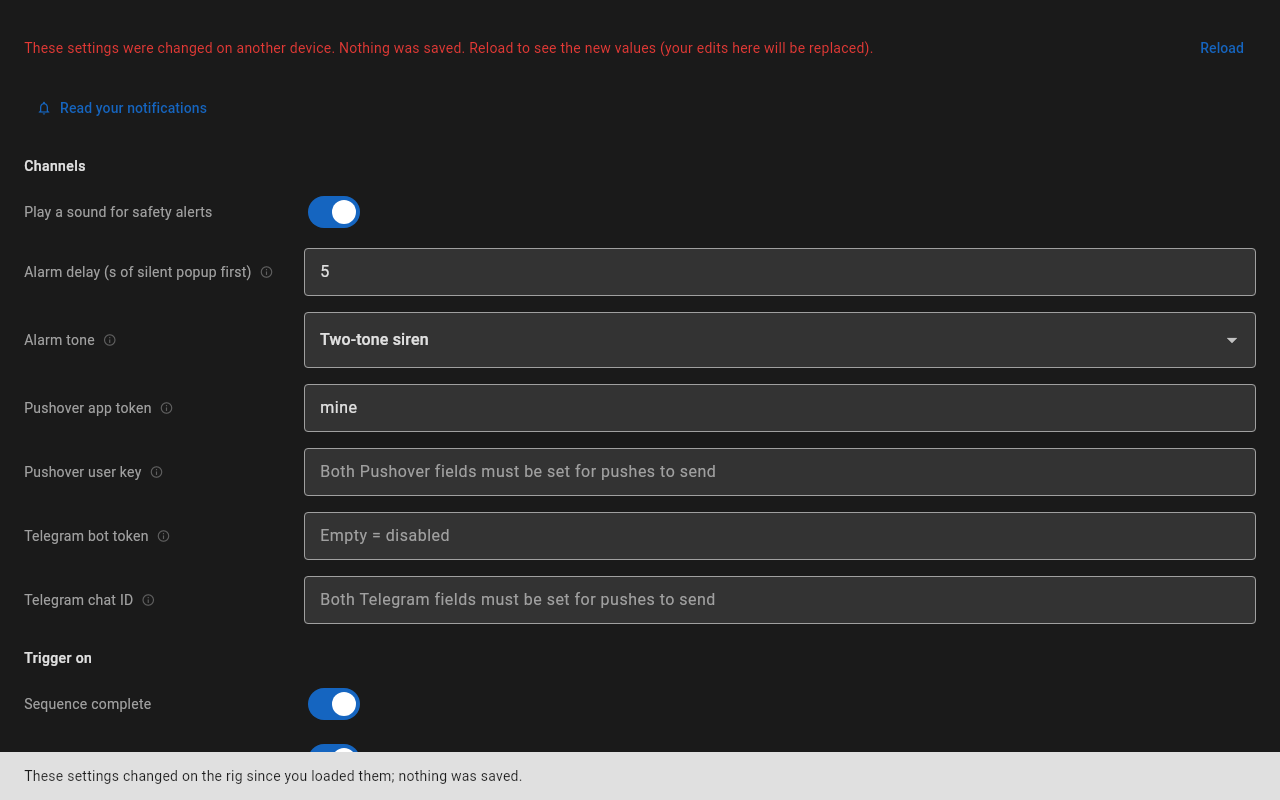 These settings were changed on another device. Nothing was saved. Reload to see the new values (your edits here will be replaced).
Reload
Read your notifications
Channels
Play a sound for safety alerts
Alarm delay (s of silent popup first)
5
Alarm tone
Two-tone siren
Pushover app token
mine
Pushover user key
Both Pushover fields must be set for pushes to send
Telegram bot token
Empty = disabled
Telegram chat ID
Both Telegram fields must be set for pushes to send
Trigger on
Sequence complete
These settings changed on the rig since you loaded them; nothing was saved.